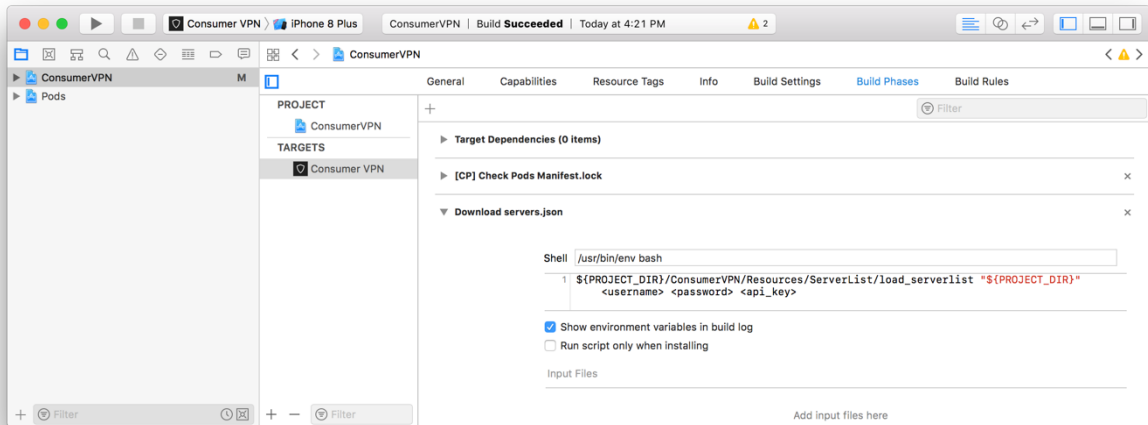 Consumer VPN
iPhone 8 Plus
ConsumerVPN | Build Succeeded | Today at 4:21 PM
2
ConsumerVPN
ConsumerVPN M
Pods
General Capabilities Resource Tags Info Build Settings Build Phases Build Rules
PROJECT
ConsumerVPN
TARGETS
Consumer VPN
Filter
Target Dependencies (0 items)
[CP] Check Pods Manifest.lock
Download servers.json
Shell /usr/bin/env bash
1 ${PROJECT_DIR}/ConsumerVPN/Resources/ServerList/load_serverlist "${PROJECT_DIR}"
<username> <password> <api_key>
Show environment variables in build log
Run script only when installing
Input Files
Add input files here
Filter
Filter